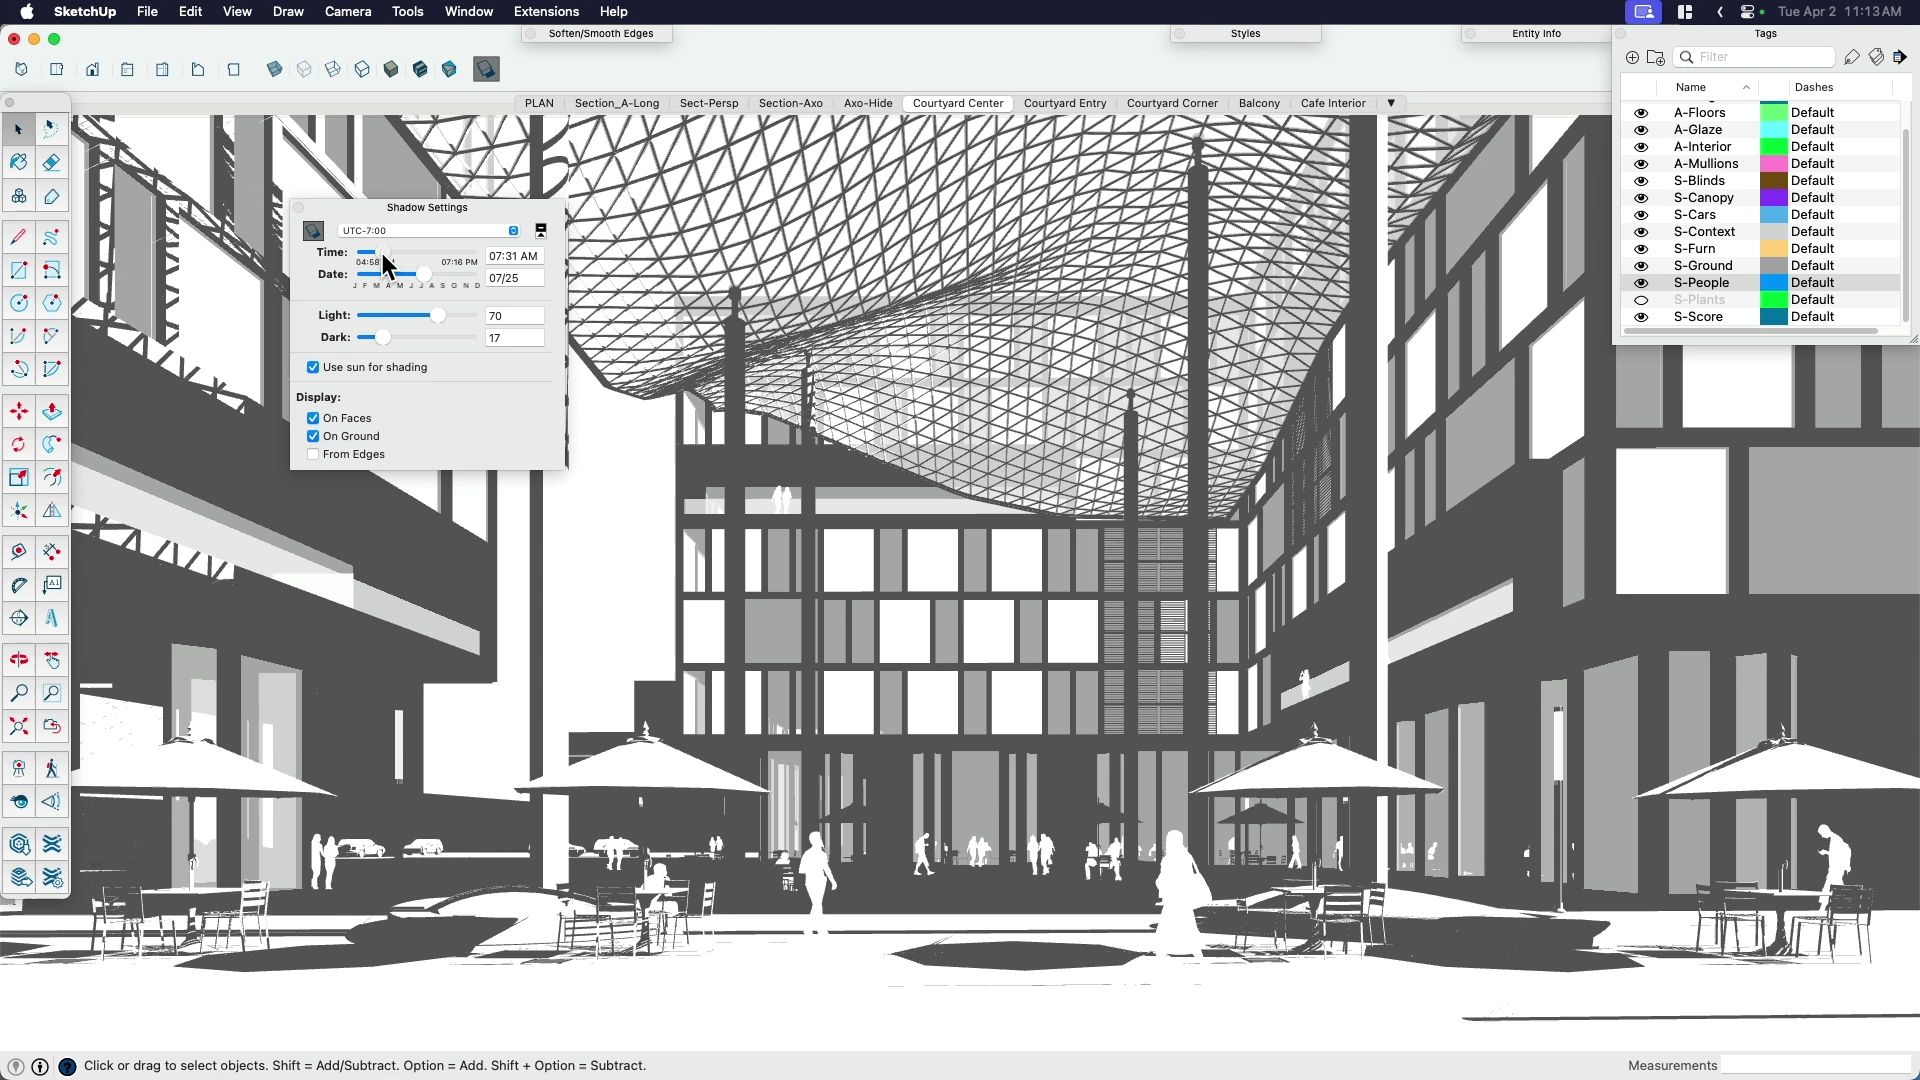 SketchUp File Edit View Draw Camera Tools Window Extensions Help
Tue Apr 2 11:13 AM
Soften/Smooth Edges
Styles
Entity Info
Tags
Filter
Name Dashes
A-Floors Default
A-Glaze Default
A-Interior Default
A-Mullions Default
S-Blinds Default
S-Canopy Default
S-Cars Default
S-Context Default
S-Furn Default
S-Ground Default
S-People Default
S-Plants Default
S-Score Default
PLAN Section_A-Long Sect-Persp Section-Axo Axo-Hide Courtyard Center Courtyard Entry Courtyard Corner Balcony Cafe Interior
Shadow Settings
UTC-7:00
Time: 07:31 AM
07:16 PM
Date: 07/25
J F M A M J J A S O N D
Light: 70
Dark: 17
Use sun for shading
Display:
On Faces
On Ground
From Edges
Click or drag to select objects. Shift = Add/Subtract. Option = Add. Shift + Option = Subtract.
Measurements